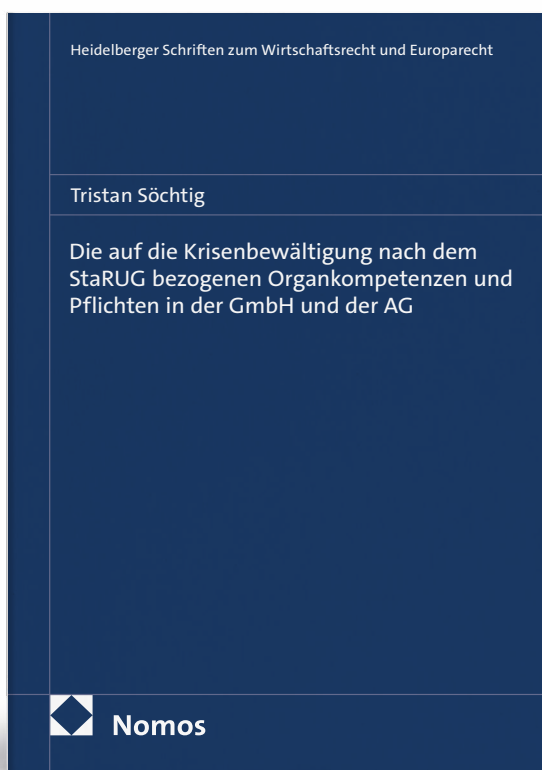 Heidelberger Schriften zum Wirtschaftsrecht und Europarecht
Tristan Söchtig
Die auf die Krisenbewältigung nach dem
StaRUG bezogenen Organkompetenzen und
Pflichten in der GmbH und der AG
Nomos